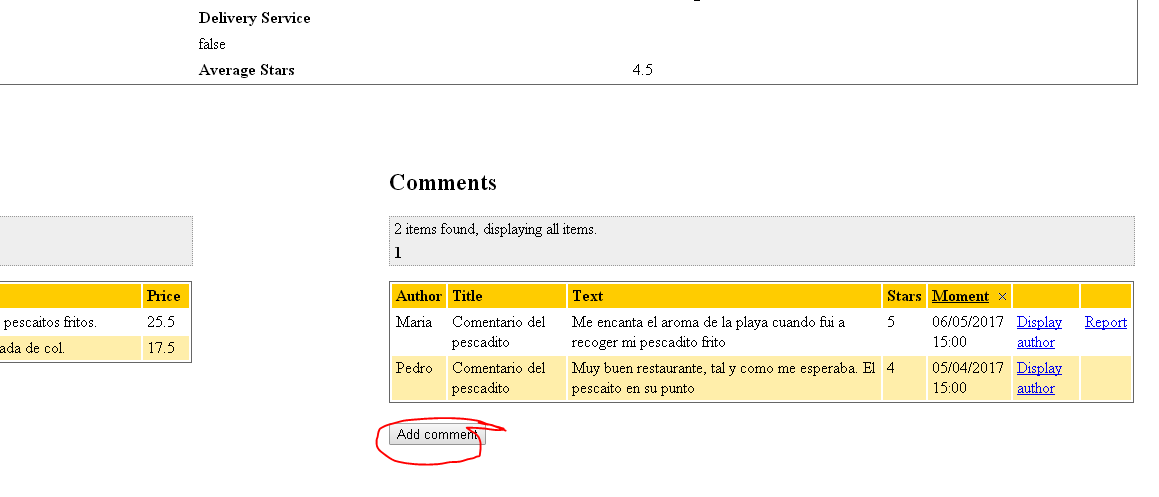 Delivery Service
false
Average Stars 4.5
Comments
2 items found, displaying all items.
1
Price
pescaitos fritos. 25.5
ada de col. 17.5
Author Title Text Stars Moment
Maria Comentario del Me encanta el aroma de la playa cuando fui a 5 06/05/2017 Display Report
pescadito recoger mi pescadito frito 15:00 author
Pedro Comentario del Muy buen restaurante, tal y como me esperaba. El 4 05/04/2017 Display
pescadito pescaito en su punto 15:00 author
Add comment